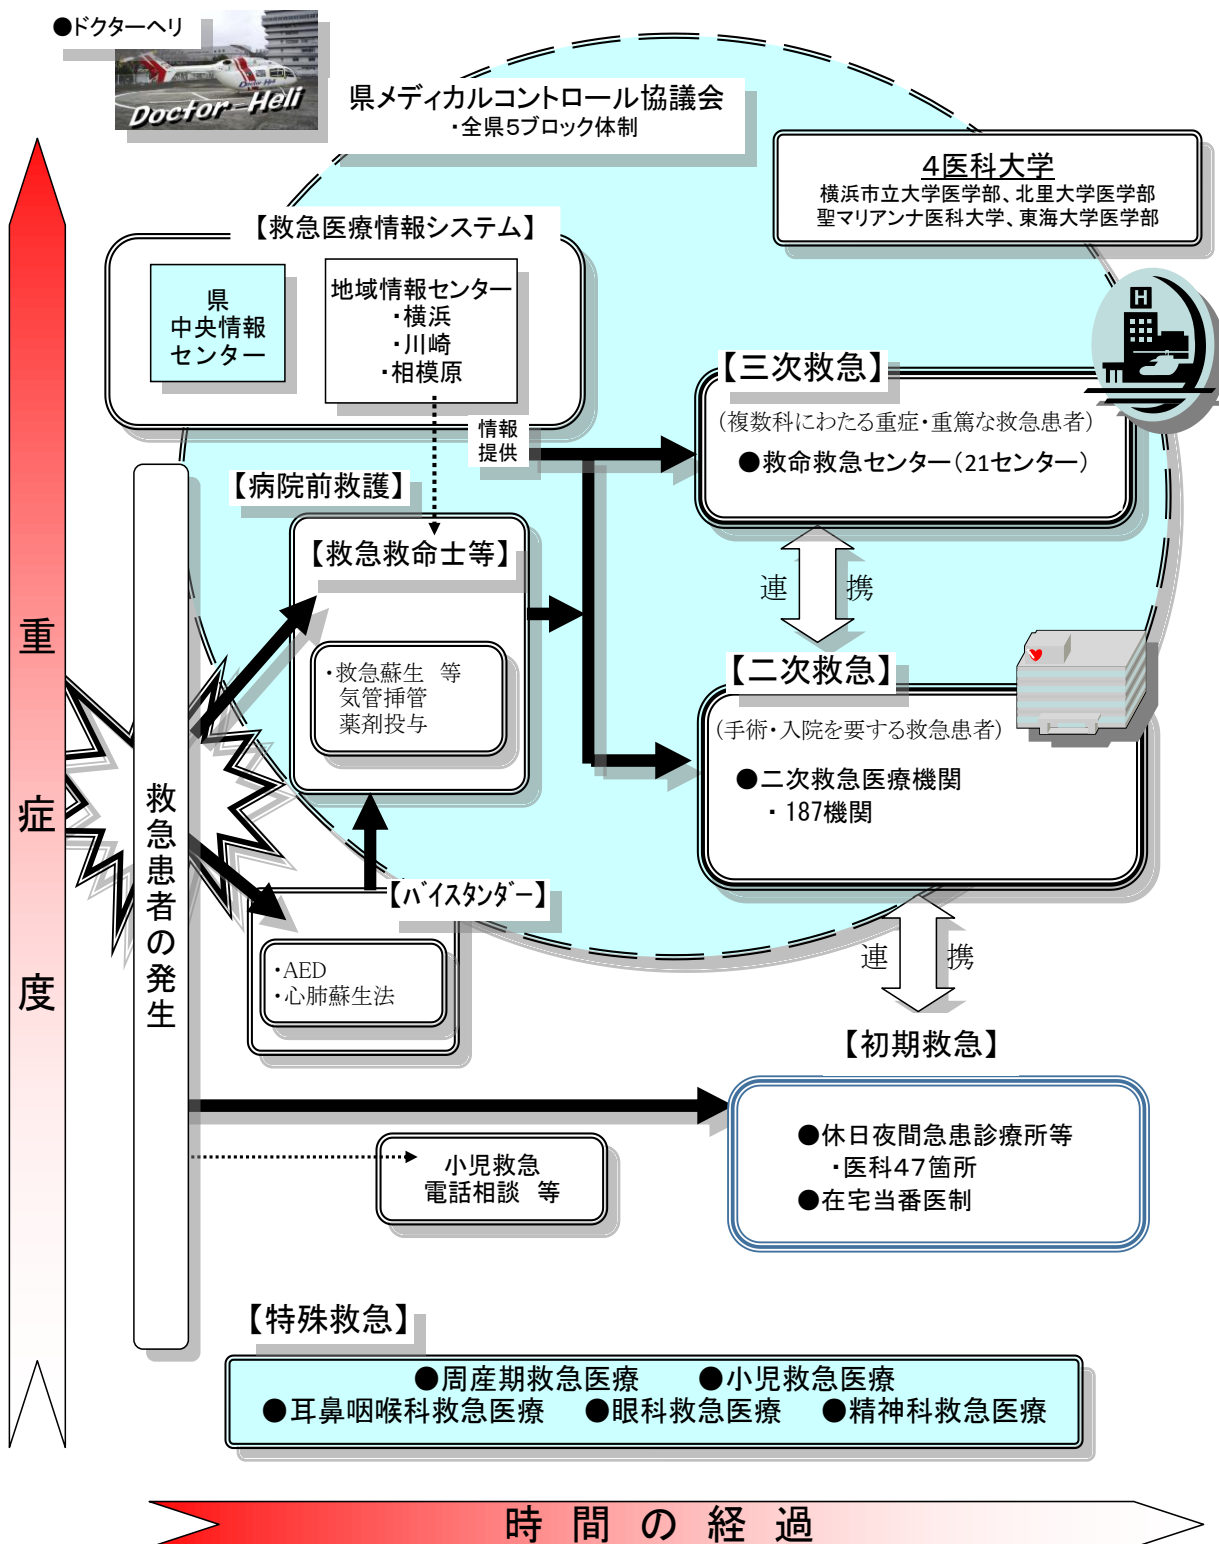 ●ドクターヘリ
Doctor-Heli
県メディカルコントロール協議会
・全県5ブロック体制
4医科大学
横浜市立大学医学部、北里大学医学部
聖マリアンナ医科大学、東海大学医学部
【救急医療情報システム】
県
中央情報
センター
地域情報センター
・横浜
・川崎
・相模原
情報
提供
【三次救急】
(複数科にわたる重症・重篤な救急患者)
●救命救急センター(21センター)
【病院前救護】
【救急救命士等】
・救急蘇生 等
気管挿管
薬剤投与
連 携
【二次救急】
(手術・入院を要する救急患者)
●二次救急医療機関
・187機関
重症度
救急患者の発生
【バイスタンダー】
・AED
・心肺蘇生法
連 携
【初期救急】
●休日夜間急患診療所等
・医科47箇所
●在宅当番医制
小児救急
電話相談 等
【特殊救急】
●周産期救急医療 ●小児救急医療
●耳鼻咽喉科救急医療 ●眼科救急医療 ●精神科救急医療
時間の経過
H